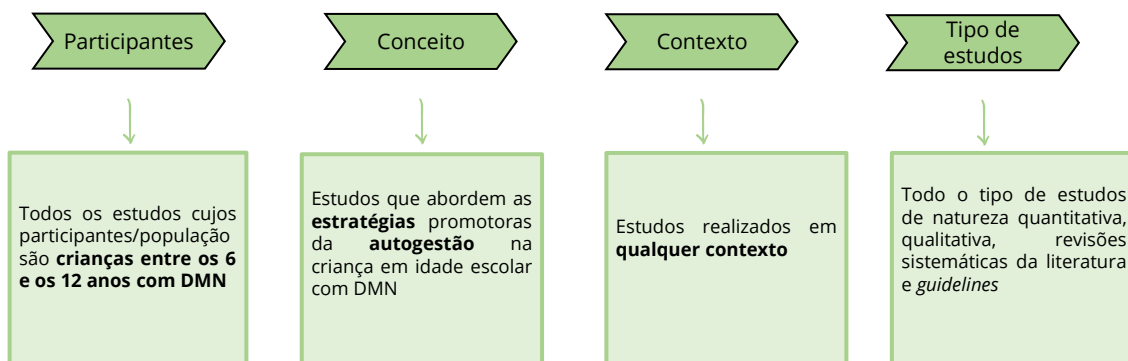 Participantes
Conceito
Contexto
Tipo de
estudos
Todos os estudos cujos
participantes/população
são crianças entre os 6
e os 12 anos com DMN
Estudos que abordem as
estratégias promotoras
da autogestão na
criança em idade escolar
com DMN
Estudos realizados em
qualquer contexto
Todo o tipo de estudos
de natureza quantitativa,
qualitativa, revisões
sistemáticas da literatura
e guidelines